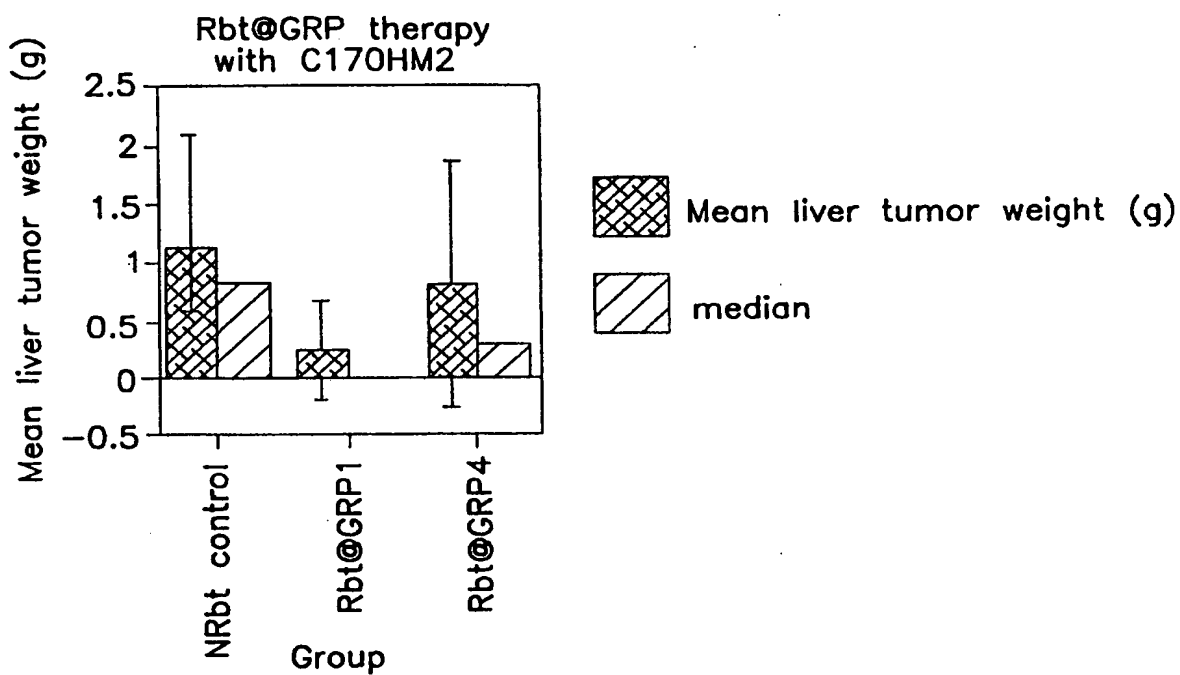 Rbt@GRP therapy
with C170HM2
Mean liver tumor weight (g)
2.5
2
1.5
1
0.5
0
−0.5
NRbt control
Rbt@GRP1
Rbt@GRP4
Group
Mean liver tumor weight (g)
median